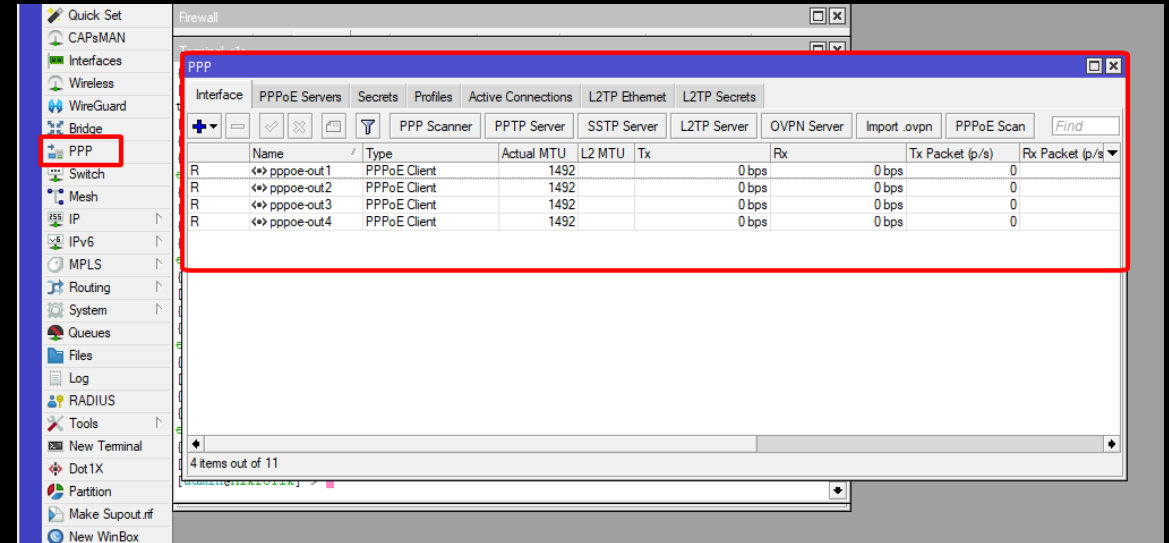 Quick Set
CAPsMAN
Interfaces
Wireless
WireGuard
Bridge
PPP
Switch
Mesh
IP
IPv6
MPLS
Routing
System
Queues
Files
Log
RADIUS
Tools
New Terminal
Dot1X
Partition
Make Supout.rif
New WinBox
Firewall
PPP
Interface PPPoE Servers Secrets Profiles Active Connections L2TP Ethernet L2TP Secrets
PPP Scanner PPTP Server SSTP Server L2TP Server OVPN Server Import .ovpn PPPoE Scan Find
Name Type Actual MTU L2 MTU Tx Rx Tx Packet (p/s) Rx Packet (p/s
R pppoe-out1 PPPoE Client 1492 0 bps 0 bps 0
R pppoe-out2 PPPoE Client 1492 0 bps 0 bps 0
R pppoe-out3 PPPoE Client 1492 0 bps 0 bps 0
R pppoe-out4 PPPoE Client 1492 0 bps 0 bps 0
4 items out of 11